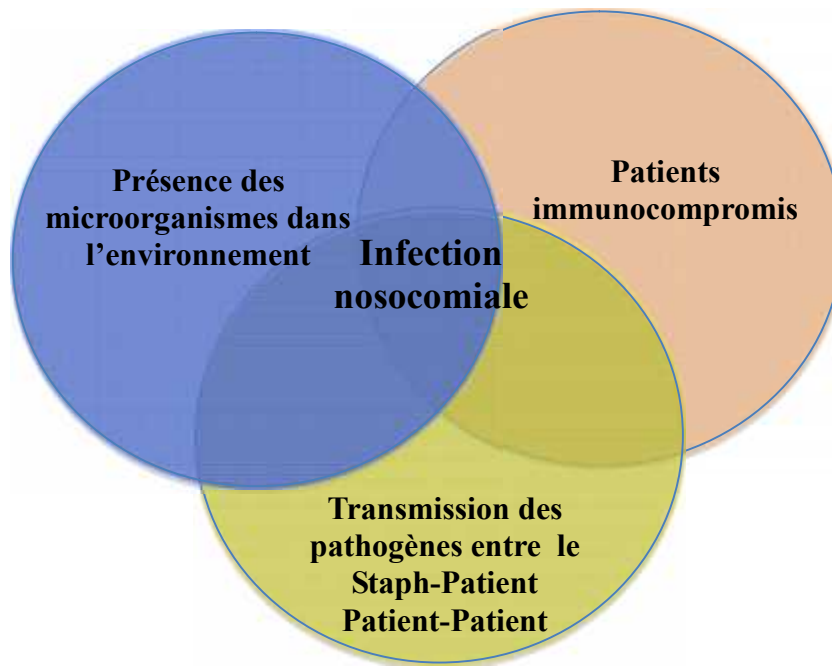 Présence des
microorganismes dans
l’environnement
Patients
immunocompromis
Infection
nosocomiale
Transmission des
pathogènes entre le
Staph-Patient
Patient-Patient